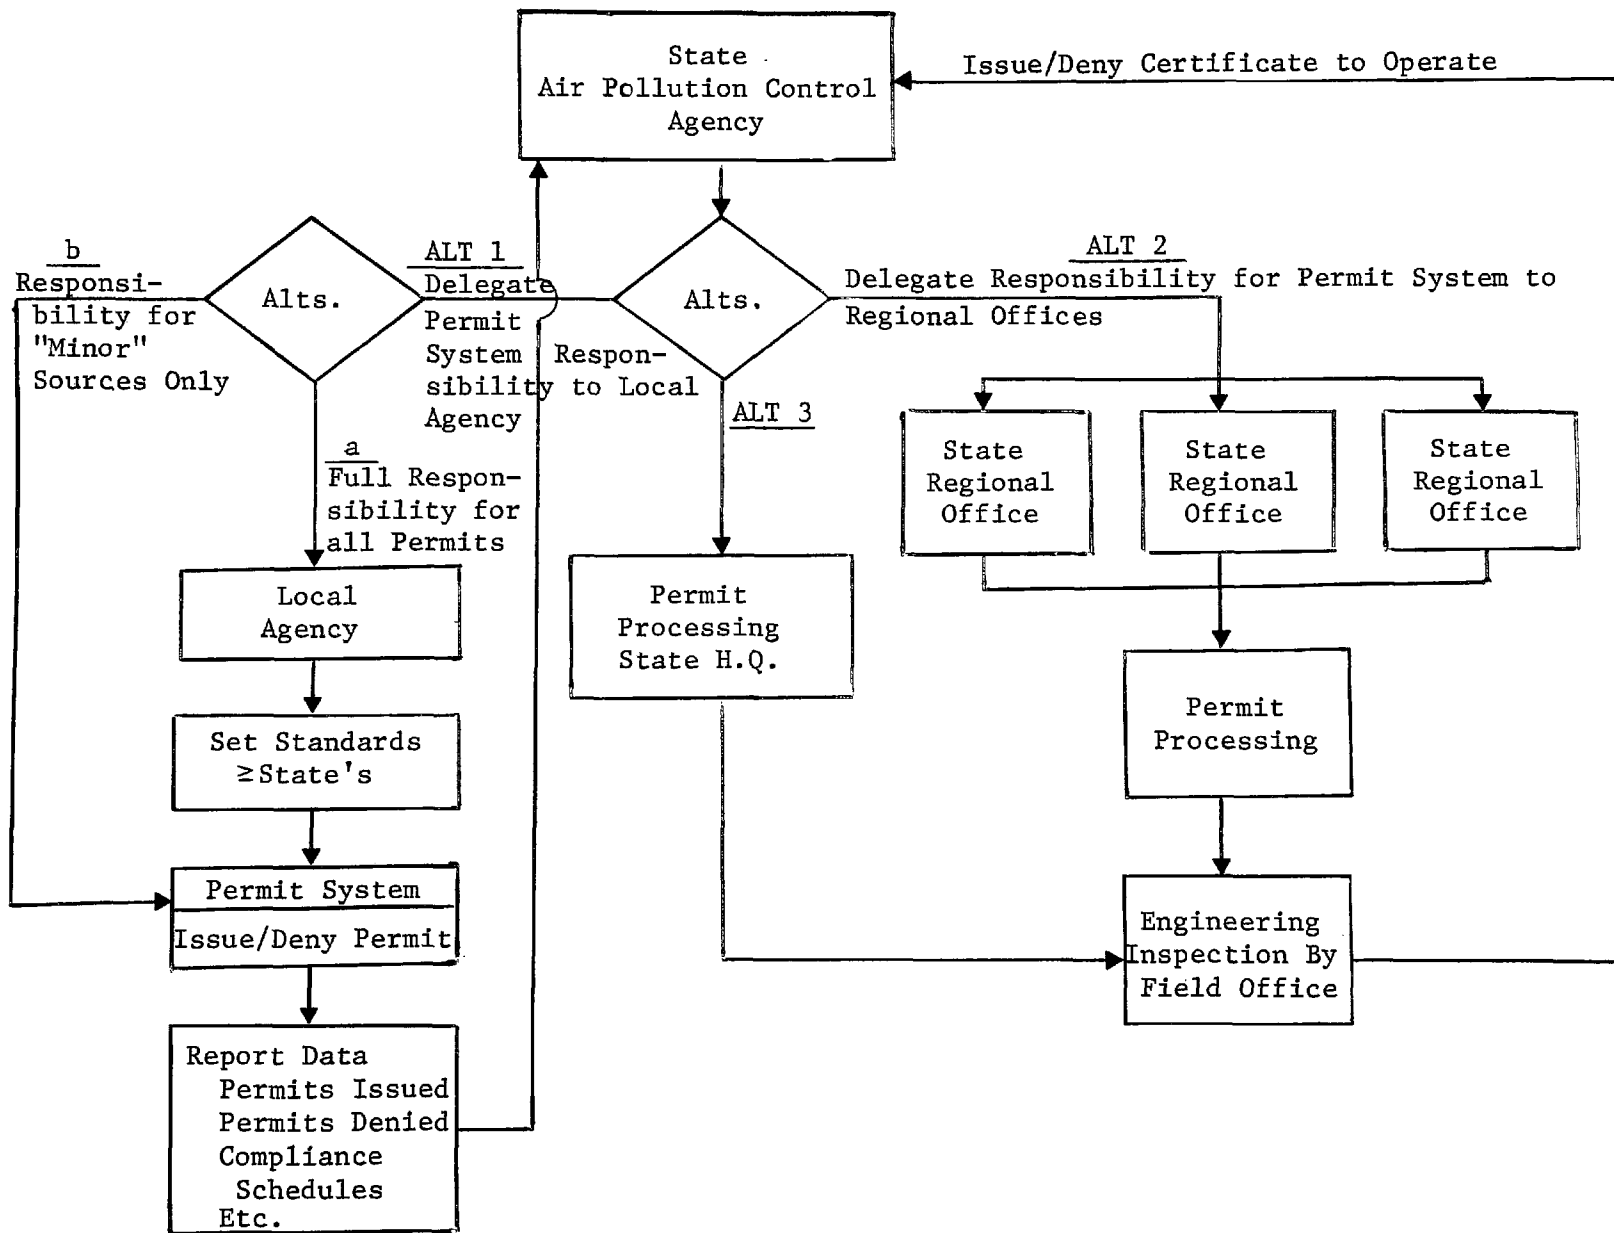 State
Air Pollution Control
Agency
Issue/Deny Certificate to Operate
b
Responsi-
bility for
"Minor"
Sources Only
Alts.
ALT 1
Delegate
Permit
System Respon-
sibility to Local
Agency
Alts.
ALT 2
Delegate Responsibility for Permit System to
Regional Offices
ALT 3
a
Full Respon-
sibility for
all Permits
State
Regional
Office
State
Regional
Office
State
Regional
Office
Local
Agency
Permit
Processing
State H.Q.
Set Standards
≥State's
Permit
Processing
Permit System
Issue/Deny Permit
Engineering
Inspection By
Field Office
Report Data
Permits Issued
Permits Denied
Compliance
Schedules
Etc.